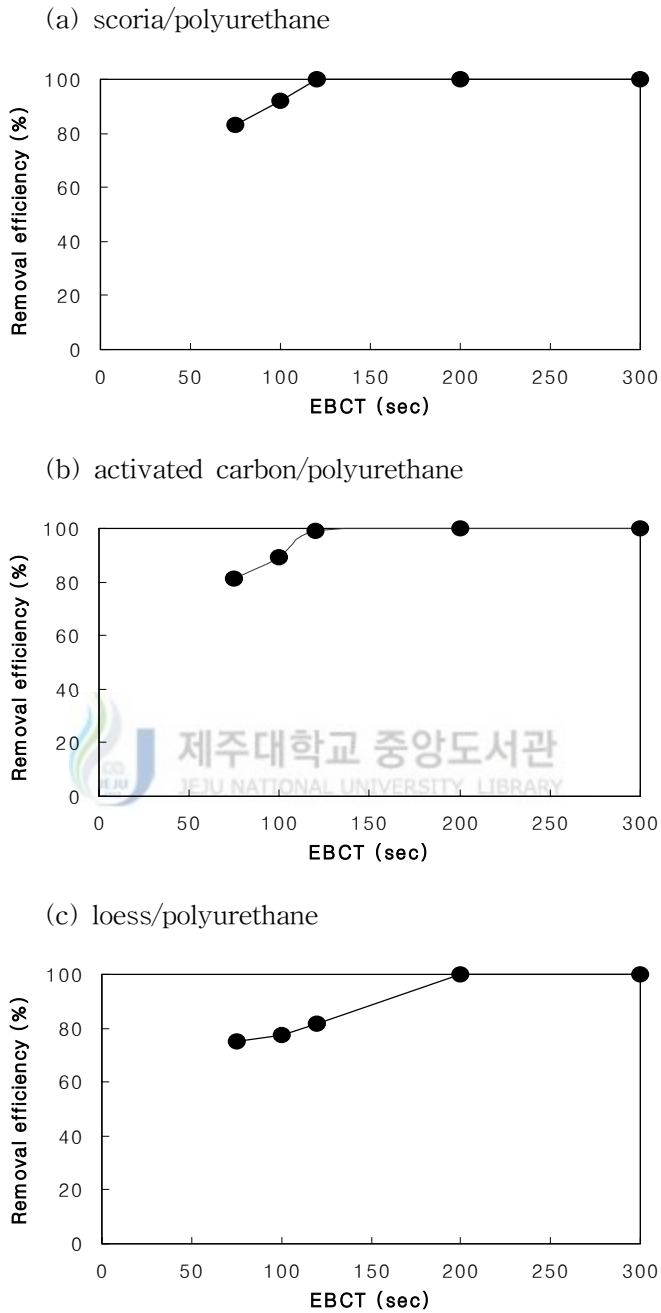 (a) scoria/polyurethane
100
80
60
40
20
0
Removal efficiency (%)
0 50 100 150 200 250 300
EBCT (sec)
(b) activated carbon/polyurethane
100
80
60
40
20
0
Removal efficiency (%)
제주대학교 중앙도서관
JEJU NATIONAL UNIVERSITY LIBRARY
JEJU
0 50 100 150 200 250 300
EBCT (sec)
(c) loess/polyurethane
100
80
60
40
20
0
Removal efficiency (%)
0 50 100 150 200 250 300
EBCT (sec)